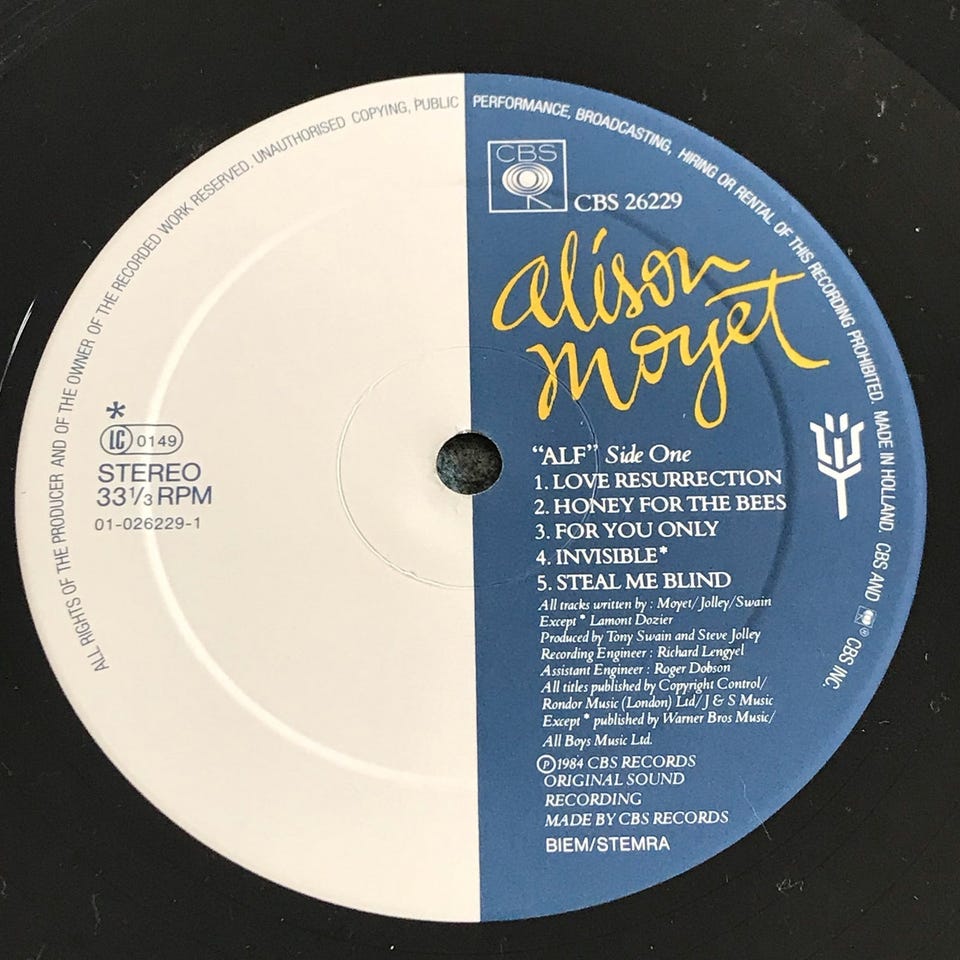 ALL RIGHTS OF THE PRODUCER AND OF THE OWNER OF THE RECORDED WORK RESERVED. UNAUTHORISED COPYING, PUBLIC PERFORMANCE, BROADCASTING, HIRING OR RENTAL OF THIS RECORDING PROHIBITED. MADE IN HOLLAND. CBS AND ® CBS INC.
CBS
CBS 26229
alison
moyet
*
LC 0149
STEREO
33 1/3 RPM
01-026229-1
“ALF” Side One
1. LOVE RESURRECTION
2. HONEY FOR THE BEES
3. FOR YOU ONLY
4. INVISIBLE*
5. STEAL ME BLIND
All tracks written by : Moyet/Jolley/Swain
Except * Lamont Dozier
Produced by Tony Swain and Steve Jolley
Recording Engineer : Richard Lengyel
Assistant Engineer : Roger Dobson
All titles published by Copyright Control/
Rondor Music (London) Ltd/J & S Music
Except * published by Warner Bros Music/
All Boys Music Ltd.
Ⓟ1984 CBS RECORDS
ORIGINAL SOUND
RECORDING
MADE BY CBS RECORDS
BIEM/STEMRA